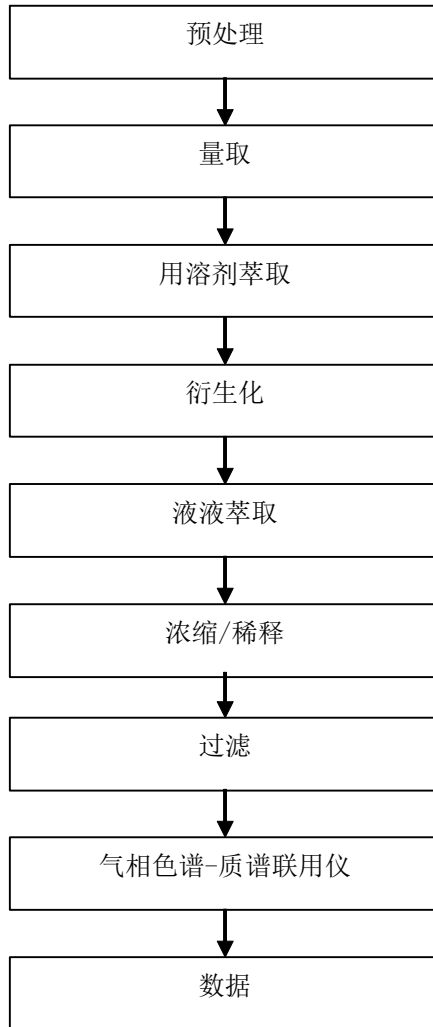 预处理
量取
用溶剂萃取
衍生化
液液萃取
浓缩/稀释
过滤
气相色谱-质谱联用仪
数据